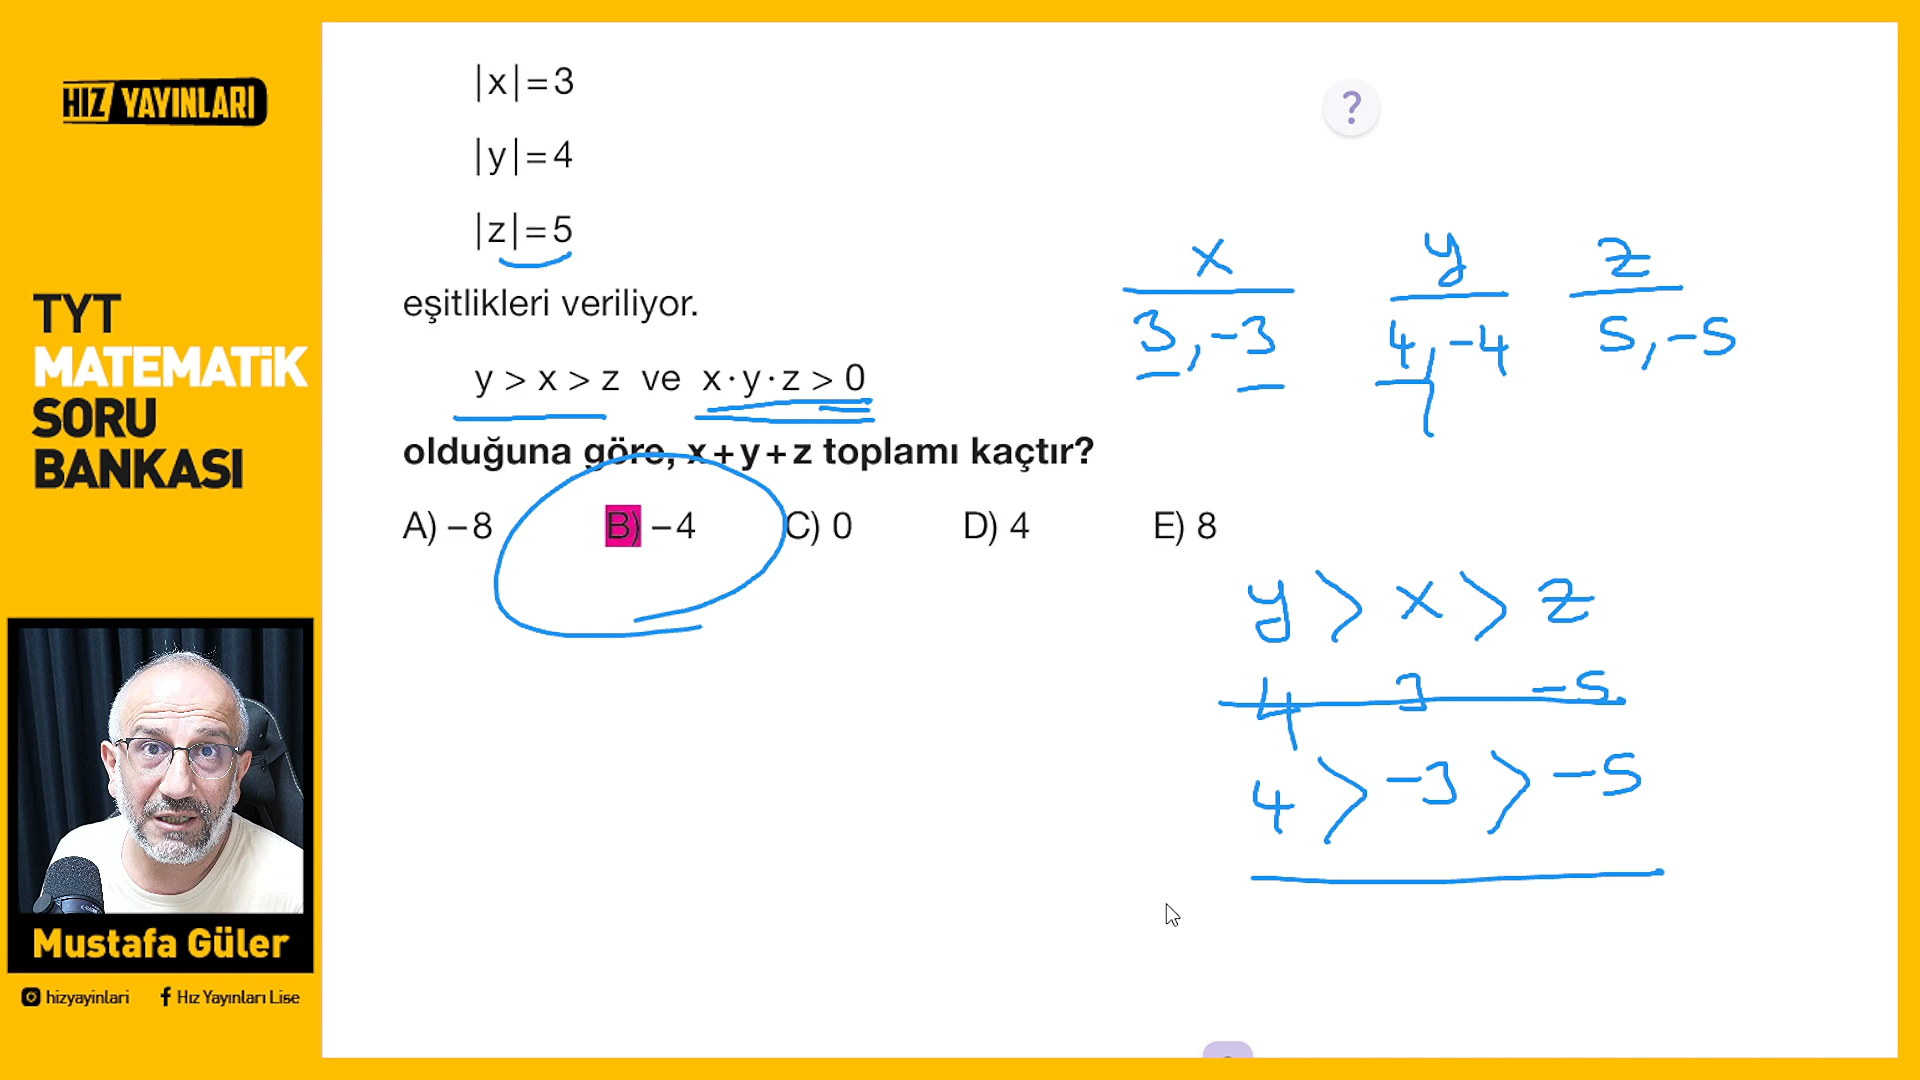 HIZ YAYINLARI
TYT
MATEMATİK
SORU
BANKASI
Mustafa Güler
hizyayinlari
Hız Yayınları Lise
|x|=3
|y|=4
|z|=5
eşitlikleri veriliyor.
y > x > z ve x·y·z > 0
olduğuna göre, x+y+z toplamı kaçtır?
A) –8 B) –4 C) 0 D) 4 E) 8
?
x y z
3, -3 4, -4 5, -5
y > x > z
4 3 -5
4 > -3 > -5